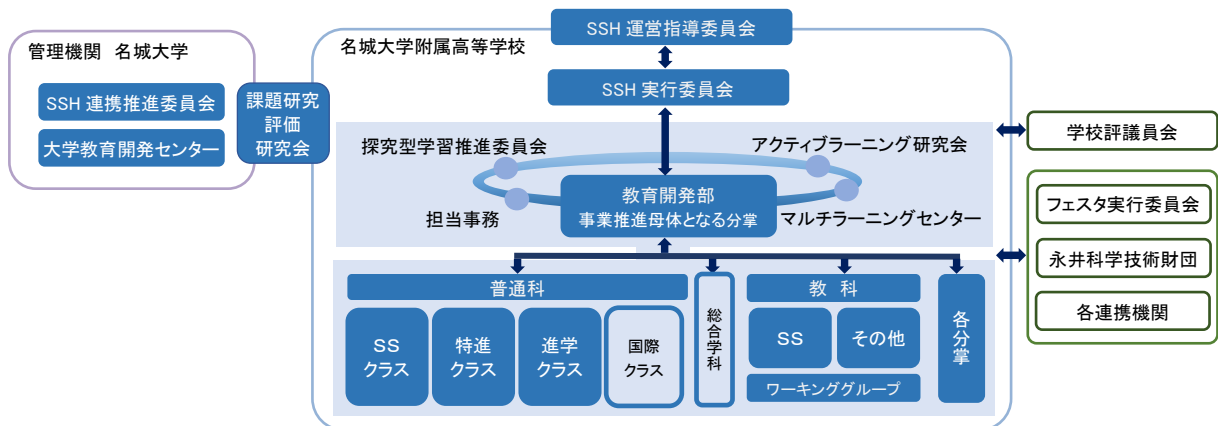 管理機関 名城大学
SSH 連携推進委員会
大学教育開発センター
課題研究
評価
研究会
名城大学附属高等学校
SSH 運営指導委員会
SSH 実行委員会
探究型学習推進委員会
アクティブラーニング研究会
担当事務
教育開発部
事業推進母体となる分掌
マルチラーニングセンター
学校評議員会
フェスタ実行委員会
永井科学技術財団
各連携機関
普通科
SS
クラス
特進
クラス
進学
クラス
国際
クラス
総合学科
教 科
SS
その他
ワーキンググループ
各分掌